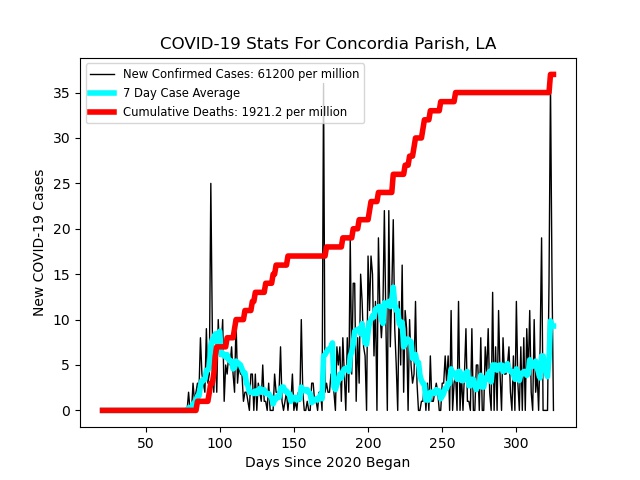 COVID-19 Stats For Concordia Parish, LA
New Confirmed Cases: 61200 per million
7 Day Case Average
Cumulative Deaths: 1921.2 per million
New COVID-19 Cases
35
30
25
20
15
10
5
0
50 100 150 200 250 300
Days Since 2020 Began